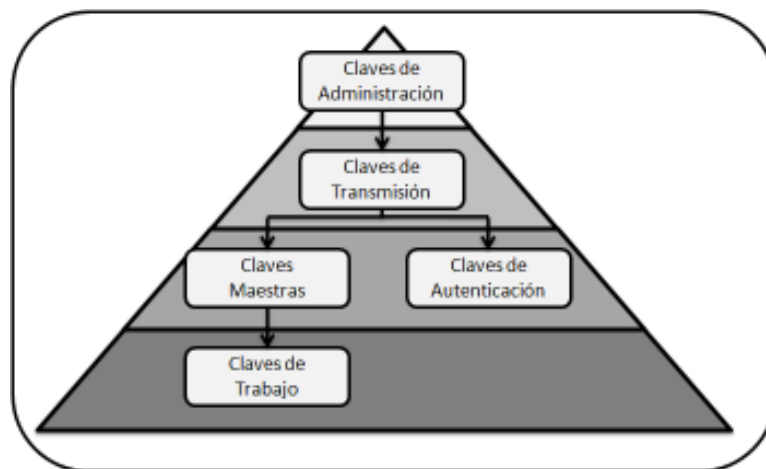 Claves de
Administración
Claves de
Transmisión
Claves
Maestras
Claves de
Autenticación
Claves de
Trabajo